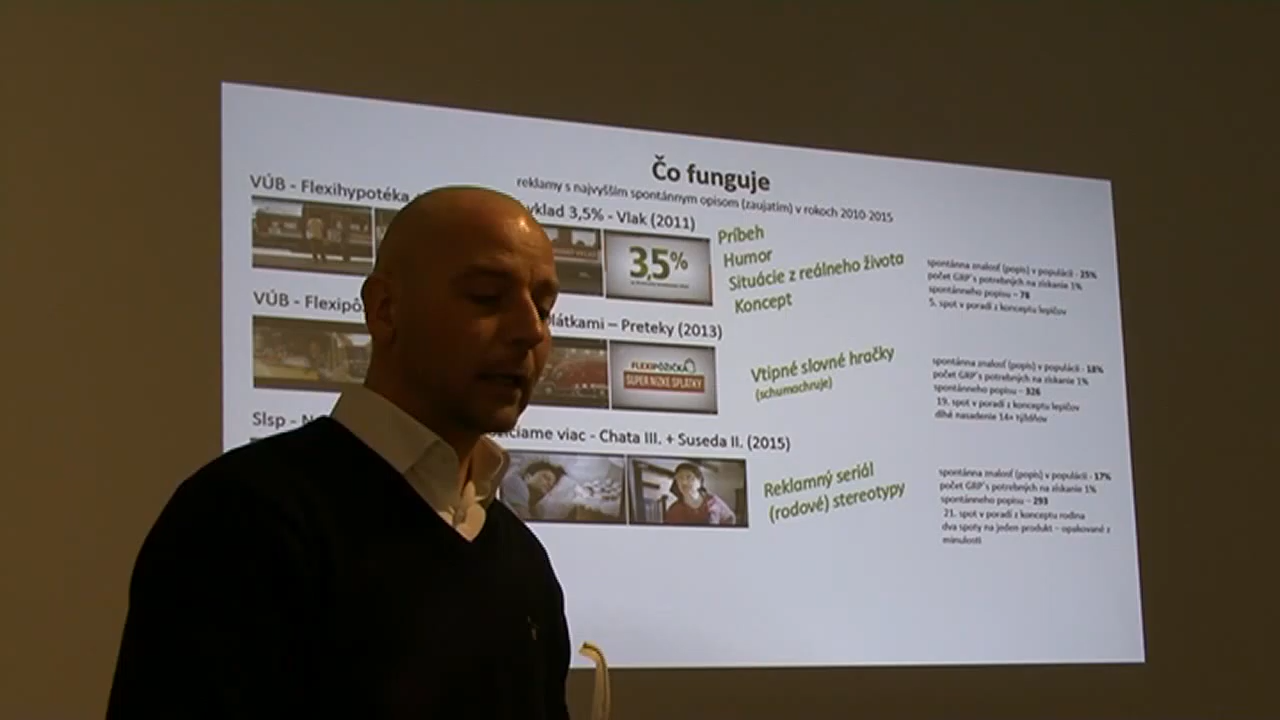 Čo funguje
reklamy s najvyšším spontánnym opisom (zaujatím) v rokoch 2010-2015
VÚB - Flexihypotéka
3,5% - Vlak (2011)
3,5%
Príbeh
Humor
Situácie z reálneho života
Koncept
spontánna znalosť (popis) v populácii - 25%
počet GRP's potrebných na získanie 1%
spontánneho popisu – 78
5. spot v poradí z konceptu lepičov
VÚB -
– Preteky (2013)
FLEXIPÔŽIČKA
SUPER NÍZKE SPLÁTKY
Vtipné slovné hračky
(schumachruje)
spontánna znalosť (popis) v populácii - 18%
počet GRP's potrebných na získanie 1%
spontánneho popisu – 326
19. spot v poradí z konceptu lepičov
dlhé nasadenie 14+ týždňov
Slsp -
viac - Chata III. + Suseda II. (2015)
Reklamný seriál
(rodové) stereotypy
spontánna znalosť (popis) v populácii - 17%
počet GRP's potrebných na získanie 1%
spontánneho popisu – 293
21. spot v poradí z konceptu rodina
dva spoty na jeden produkt – opakované z
minulosti